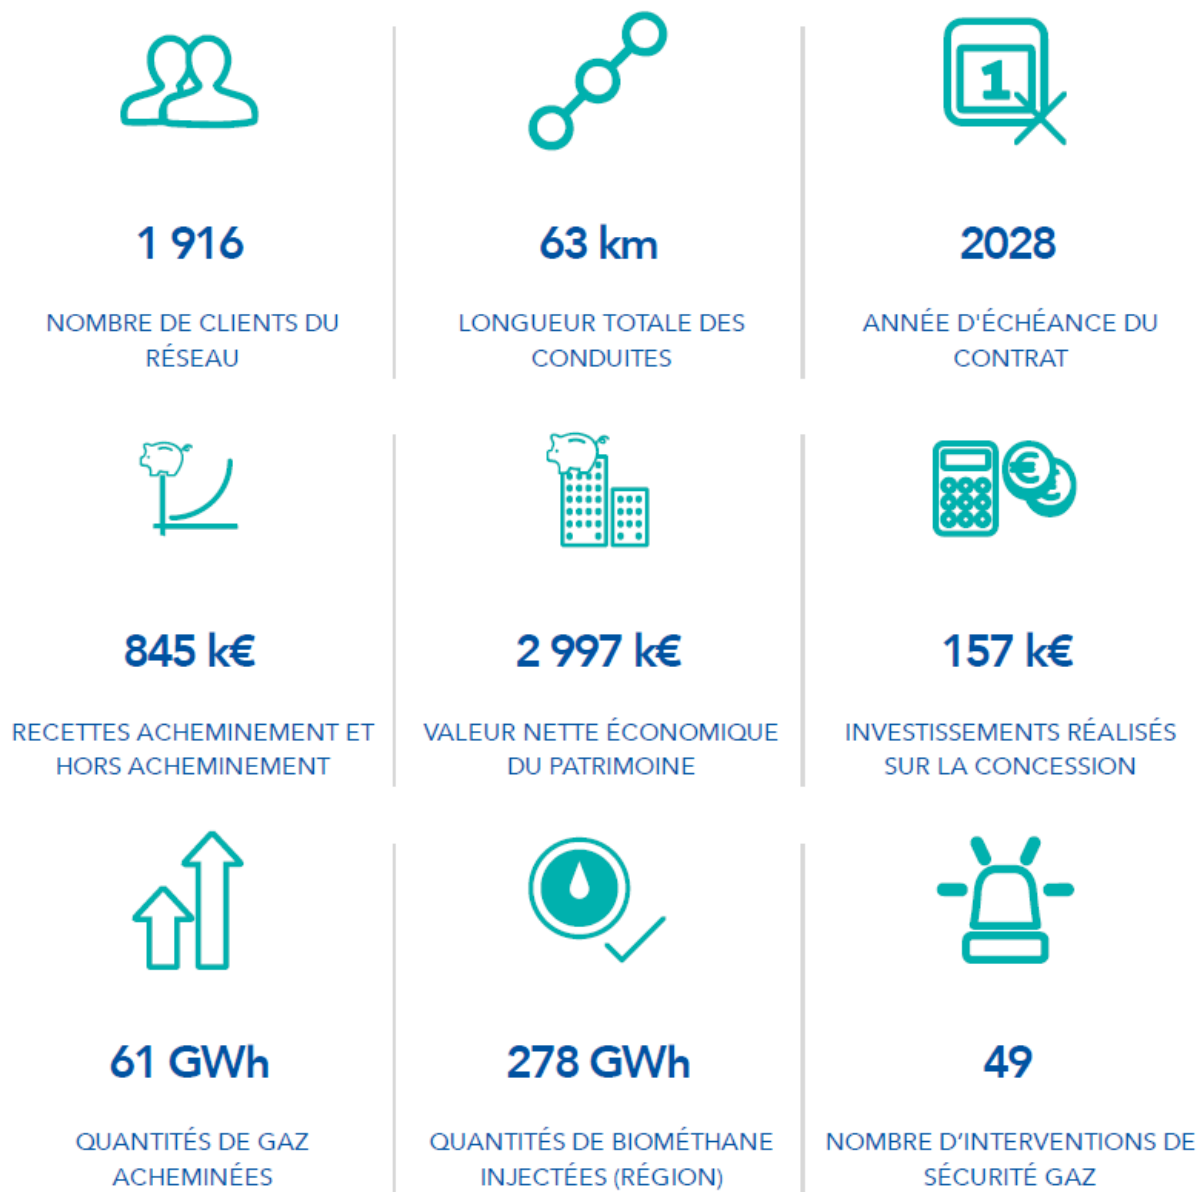 1
1 916
NOMBRE DE CLIENTS DU
RÉSEAU
63 km
LONGUEUR TOTALE DES
CONDUITES
2028
ANNÉE D'ÉCHÉANCE DU
CONTRAT
€
€
845 k€
RECETTES ACHEMINEMENT ET
HORS ACHEMINEMENT
2 997 k€
VALEUR NETTE ÉCONOMIQUE
DU PATRIMOINE
157 k€
INVESTISSEMENTS RÉALISÉS
SUR LA CONCESSION
61 GWh
QUANTITÉS DE GAZ
ACHEMINÉES
278 GWh
QUANTITÉS DE BIOMÉTHANE
INJECTÉES (RÉGION)
49
NOMBRE D’INTERVENTIONS DE
SÉCURITÉ GAZ